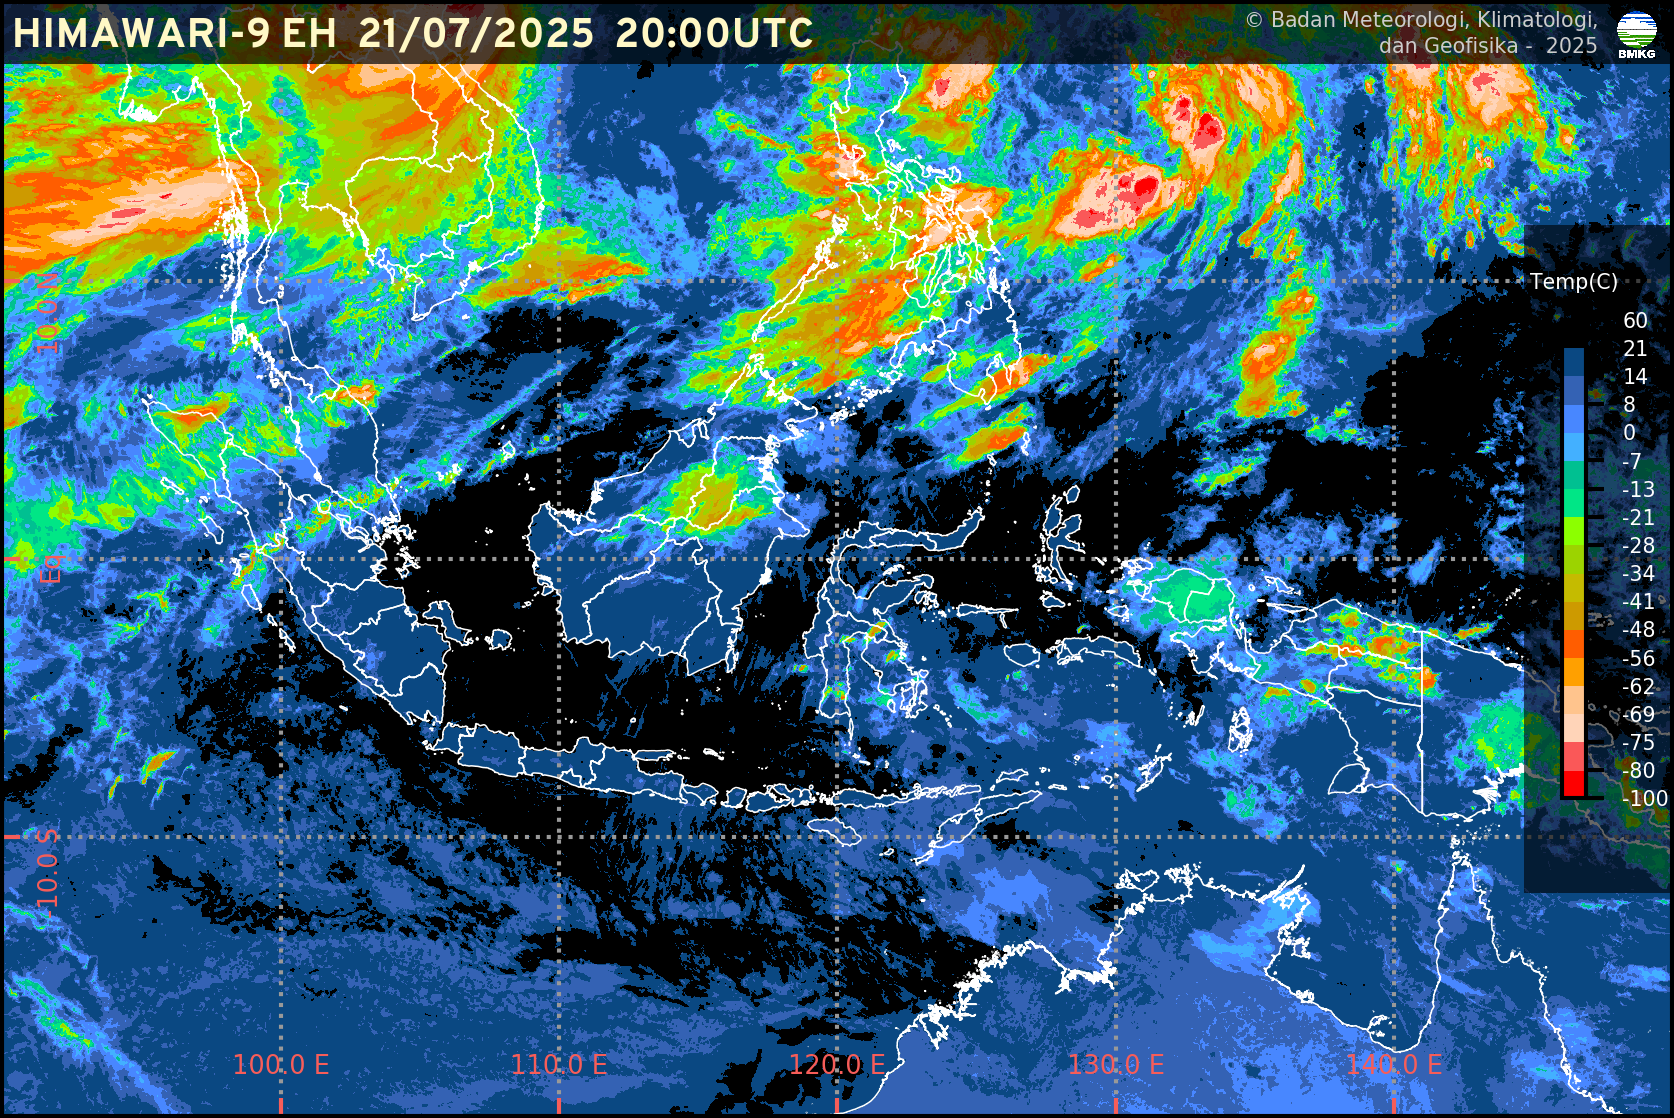 HIMAWARI-9 EH 21/07/2025 20:00UTC
© Badan Meteorologi, Klimatologi,
dan Geofisika - 2025
BMKG
Temp(C)
60
21
14
8
0
-7
-13
-21
-28
-34
-41
-48
-56
-62
-69
-75
-80
-100
10.0 N
Eq
-10.0 S
100.0 E
110.0 E
120.0 E
130.0 E
140.0 E